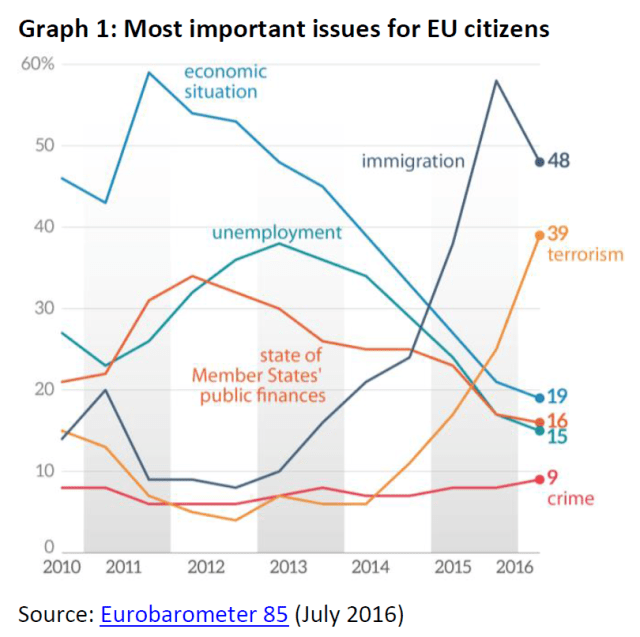 Graph 1: Most important issues for EU citizens
60%
economic
situation
50
immigration
48
40
unemployment
39
terrorism
30
state of
Member States'
public finances
20
19
16
15
10
9
crime
0
2010 2011 2012 2013 2014 2015 2016
Source: Eurobarometer 85 (July 2016)